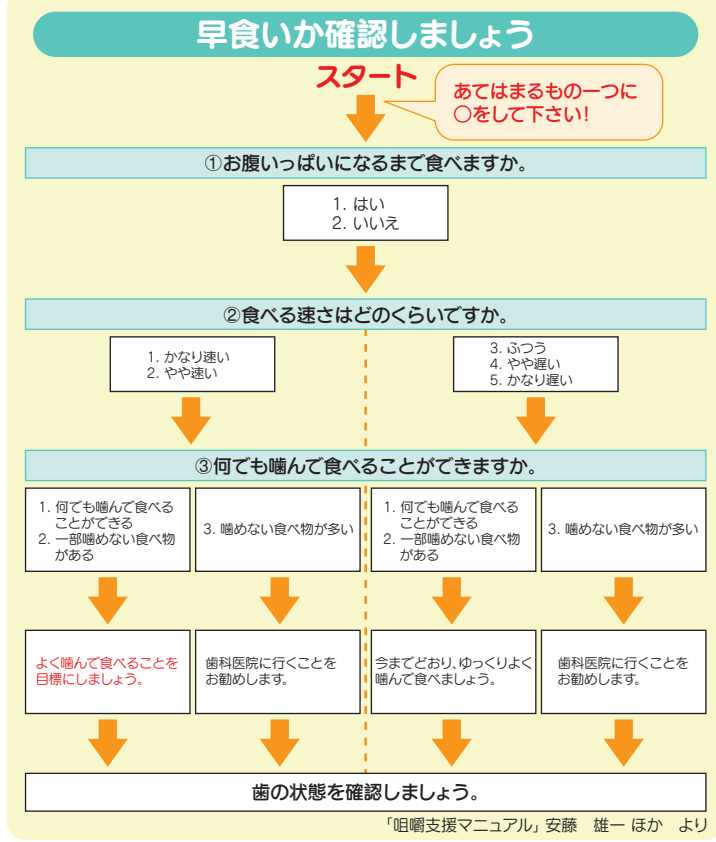 早食いか確認しましょう
スタート
あてはまるもの一つに
○をして下さい!
①お腹いっぱいになるまで食べますか。
1. はい
2. いいえ
②食べる速さはどのくらいですか。
1. かなり速い
2. やや速い
3. ふつう
4. やや遅い
5. かなり遅い
③何でも噛んで食べることができますか。
1. 何でも噛んで食べる
ことができる
2. 一部噛めない食べ物
がある
3. 噛めない食べ物が多い
1. 何でも噛んで食べる
ことができる
2. 一部噛めない食べ物
がある
3. 噛めない食べ物が多い
よく噛んで食べることを
目標にしましょう。
歯科医院に行くことを
お勧めします。
今までどおり、ゆっくりよく
噛んで食べましょう。
歯科医院に行くことを
お勧めします。
歯の状態を確認しましょう。
「咀嚼支援マニュアル」安藤 雄一 ほか より